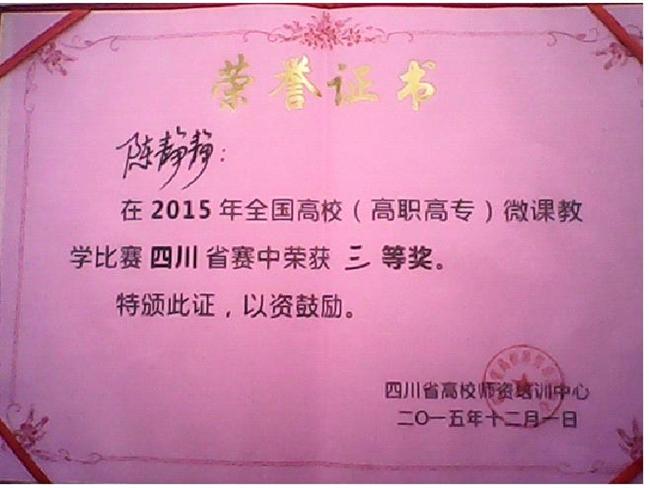 荣誉证书
陈静静：
在2015年全国高校（高职高专）微课教
学比赛四川省赛中荣获三等奖。
特颁此证，以资鼓励。
四川省高校师资培训中心
二〇一五年十二月一日